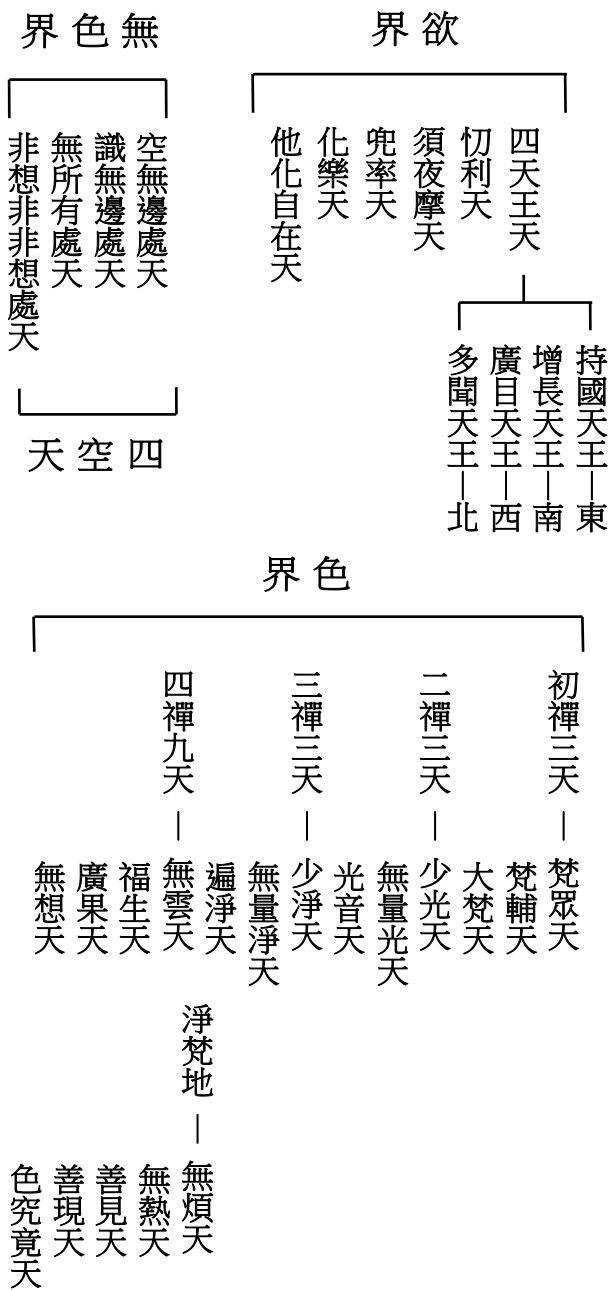 欲界
四天王天
忉利天
須夜摩天
兜率天
化樂天
他化自在天
持國天王—東
增長天王—南
廣目天王—西
多聞天王—北
無色界
空無邊處天
識無邊處天
無所有處天
非想非非想處天
四空天
色界
初禪三天—梵眾天
梵輔天
大梵天
二禪三天—少光天
無量光天
光音天
三禪三天—少淨天
無量淨天
遍淨天
四禪九天—無雲天
福生天
廣果天
無想天
淨梵地—無煩天
無熱天
善見天
善現天
色究竟天